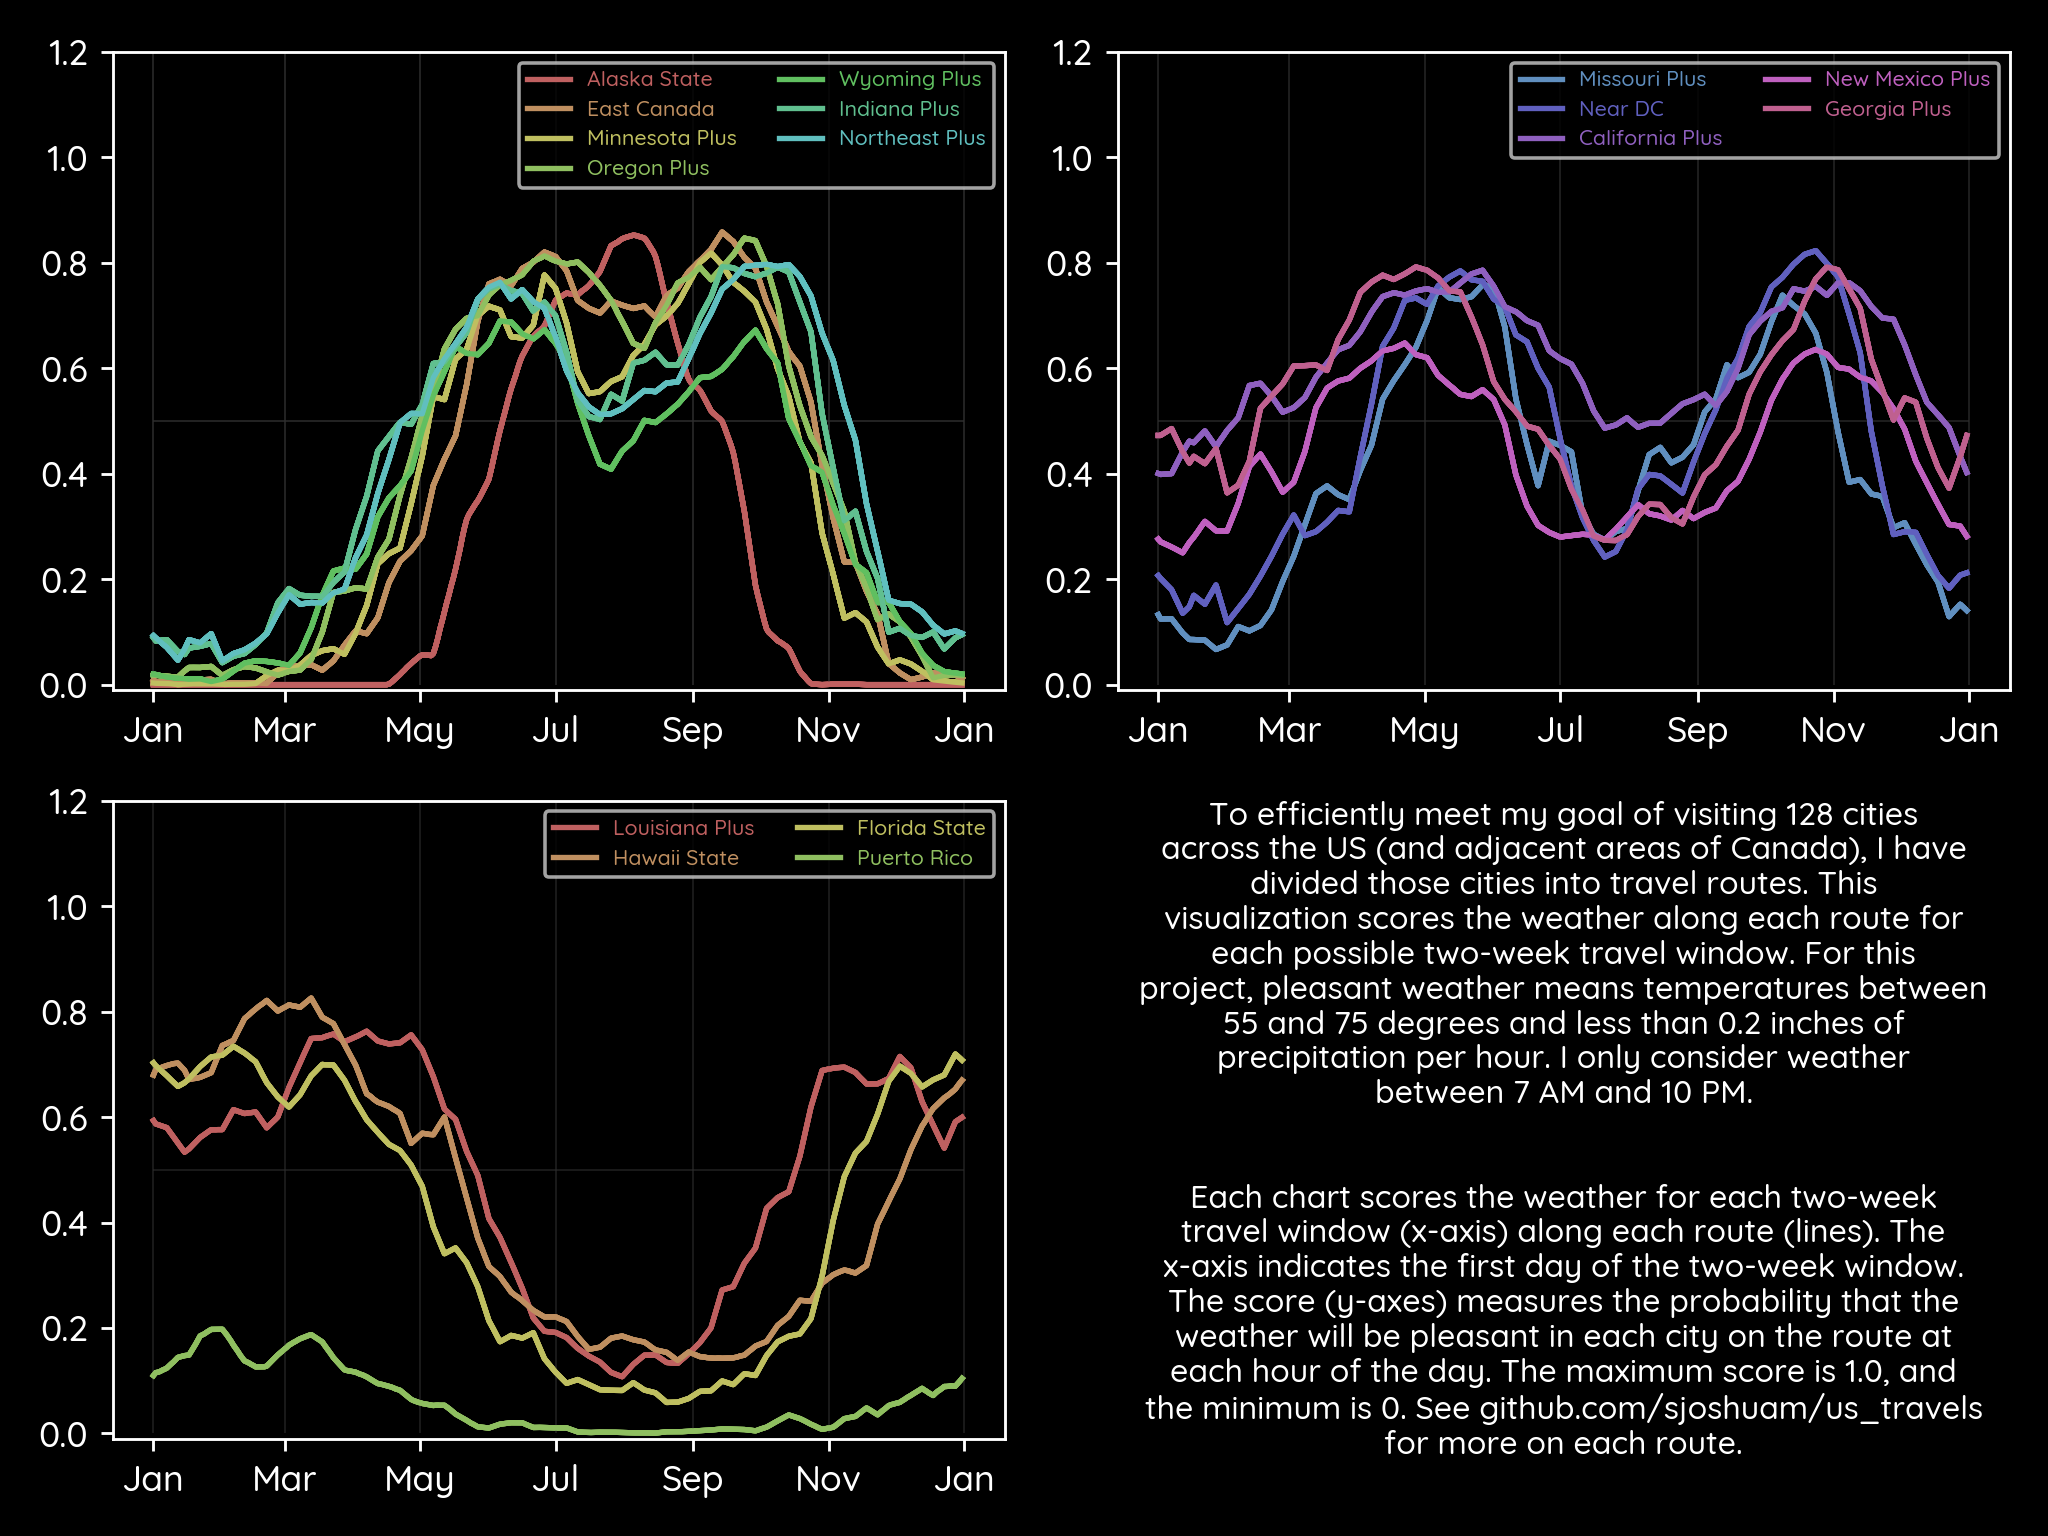 1.2
1.0
0.8
0.6
0.4
0.2
0.0
Jan Mar May Jul Sep Nov Jan
Alaska State
East Canada
Minnesota Plus
Oregon Plus
Wyoming Plus
Indiana Plus
Northeast Plus
1.2
1.0
0.8
0.6
0.4
0.2
0.0
Jan Mar May Jul Sep Nov Jan
Missouri Plus
Near DC
California Plus
New Mexico Plus
Georgia Plus
1.2
1.0
0.8
0.6
0.4
0.2
0.0
Jan Mar May Jul Sep Nov Jan
Louisiana Plus
Hawaii State
Florida State
Puerto Rico
To efficiently meet my goal of visiting 128 cities
across the US (and adjacent areas of Canada), I have
divided those cities into travel routes. This
visualization scores the weather along each route for
each possible two-week travel window. For this
project, pleasant weather means temperatures between
55 and 75 degrees and less than 0.2 inches of
precipitation per hour. I only consider weather
between 7 AM and 10 PM.
Each chart scores the weather for each two-week
travel window (x-axis) along each route (lines). The
x-axis indicates the first day of the two-week window.
The score (y-axes) measures the probability that the
weather will be pleasant in each city on the route at
each hour of the day. The maximum score is 1.0, and
the minimum is 0. See github.com/sjoshuam/us_travels
for more on each route.